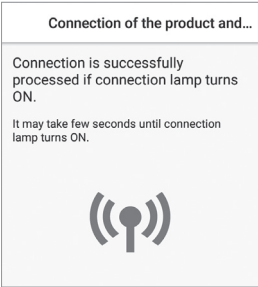 Connection of the product and...
Connection is successfully
processed if connection lamp turns
ON.
It may take few seconds until connection
lamp turns ON.